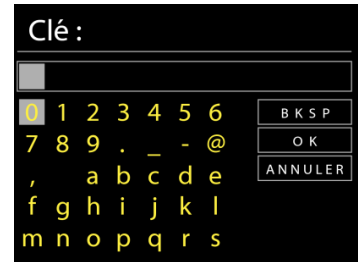 Clé :
0 1 2 3 4 5 6
BKSP
7 8 9 . _ - @
OK
, a b c d e
ANNULER
f g h i j k l
m n o p q r s